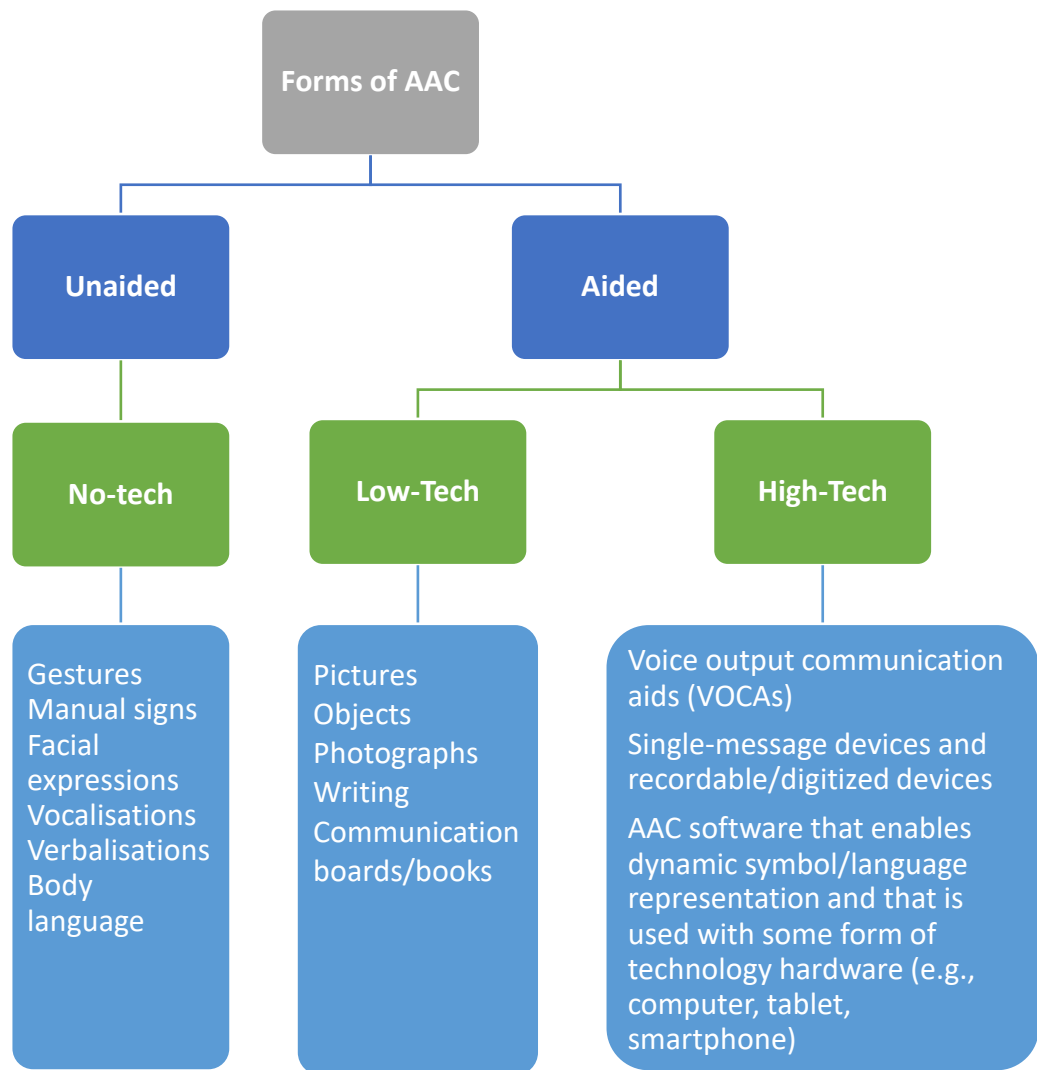 Forms of AAC
Unaided
Aided
No-tech
Low-Tech
High-Tech
Gestures
Manual signs
Facial
expressions
Vocalisations
Verbalisations
Body
language
Pictures
Objects
Photographs
Writing
Communication
boards/books
Voice output communication
aids (VOCAs)
Single-message devices and
recordable/digitized devices
AAC software that enables
dynamic symbol/language
representation and that is
used with some form of
technology hardware (e.g.,
computer, tablet,
smartphone)